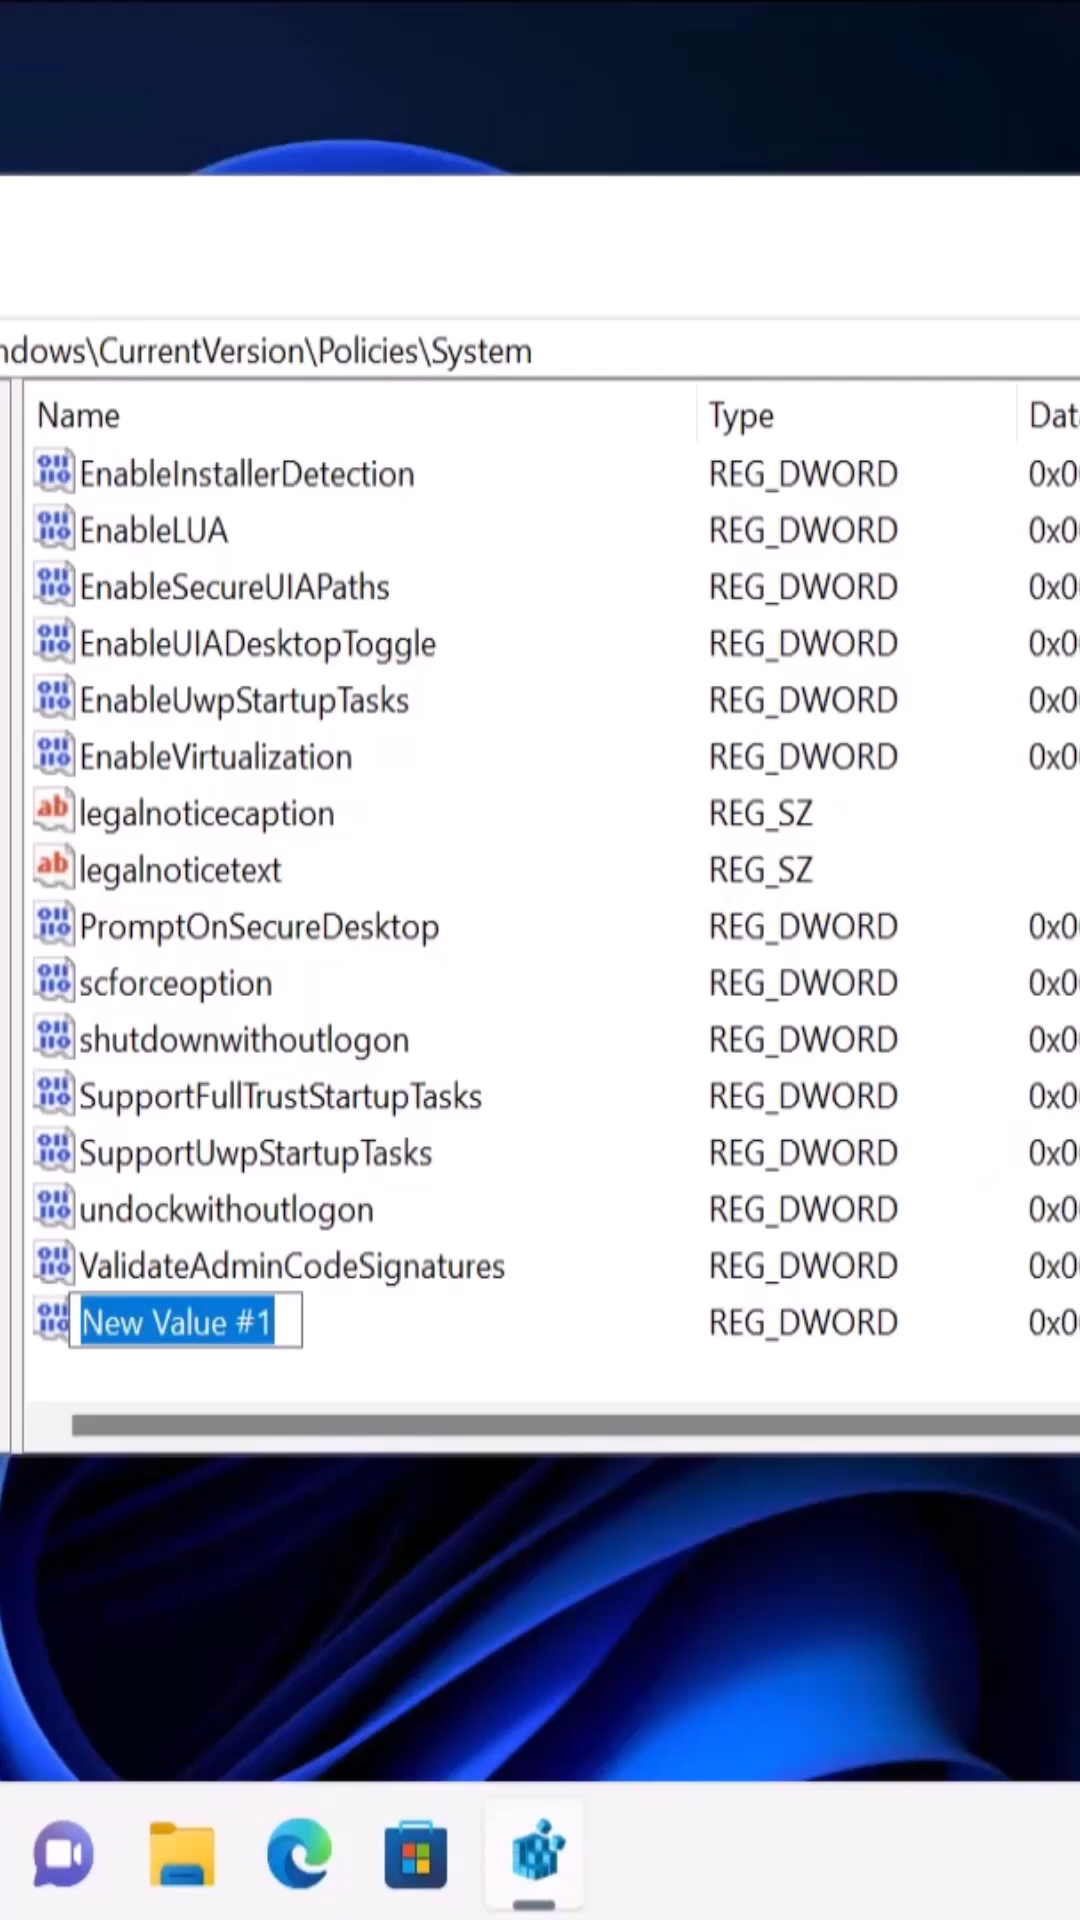 ndows\CurrentVersion\Policies\System
Name Type Dat
EnableInstallerDetection REG_DWORD 0x0
EnableLUA REG_DWORD 0x0
EnableSecureUIAPaths REG_DWORD 0x0
EnableUIADesktopToggle REG_DWORD 0x0
EnableUwpStartupTasks REG_DWORD 0x0
EnableVirtualization REG_DWORD 0x0
legalnoticecaption REG_SZ
legalnoticetext REG_SZ
PromptOnSecureDesktop REG_DWORD 0x0
scforceoption REG_DWORD 0x0
shutdownwithoutlogon REG_DWORD 0x0
SupportFullTrustStartupTasks REG_DWORD 0x0
SupportUwpStartupTasks REG_DWORD 0x0
undockwithoutlogon REG_DWORD 0x0
ValidateAdminCodeSignatures REG_DWORD 0x0
New Value #1 REG_DWORD 0x0